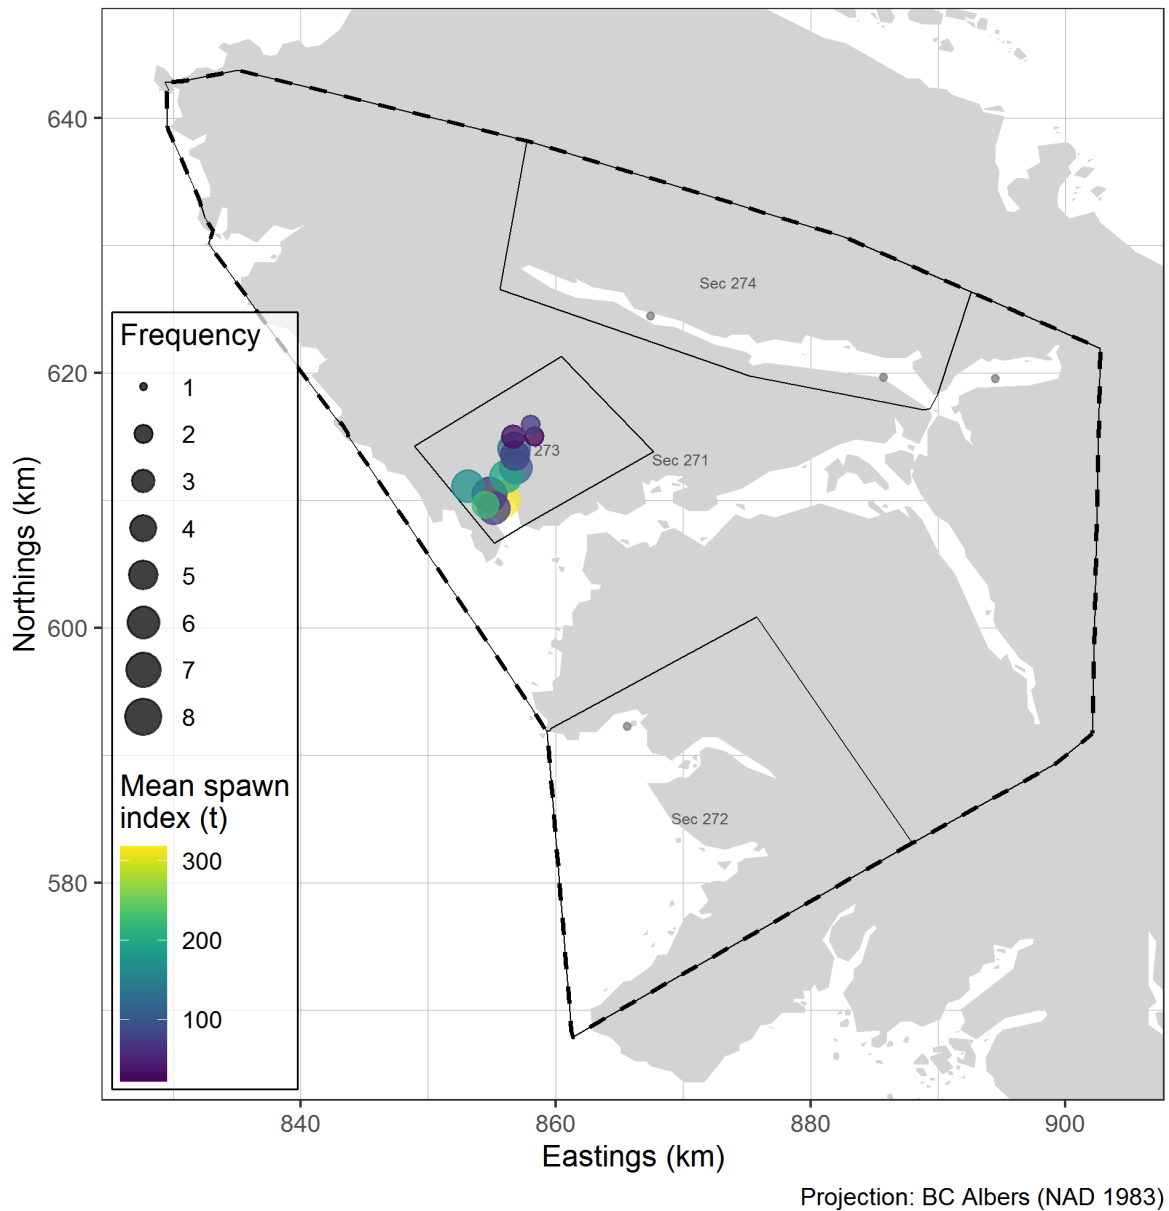 640
620
600
580
Northings (km)
Frequency
1
2
3
4
5
6
7
8
Mean spawn
index (t)
300
200
100
Sec 274
273
Sec 271
Sec 272
840
860
880
900
Eastings (km)
Projection: BC Albers (NAD 1983)